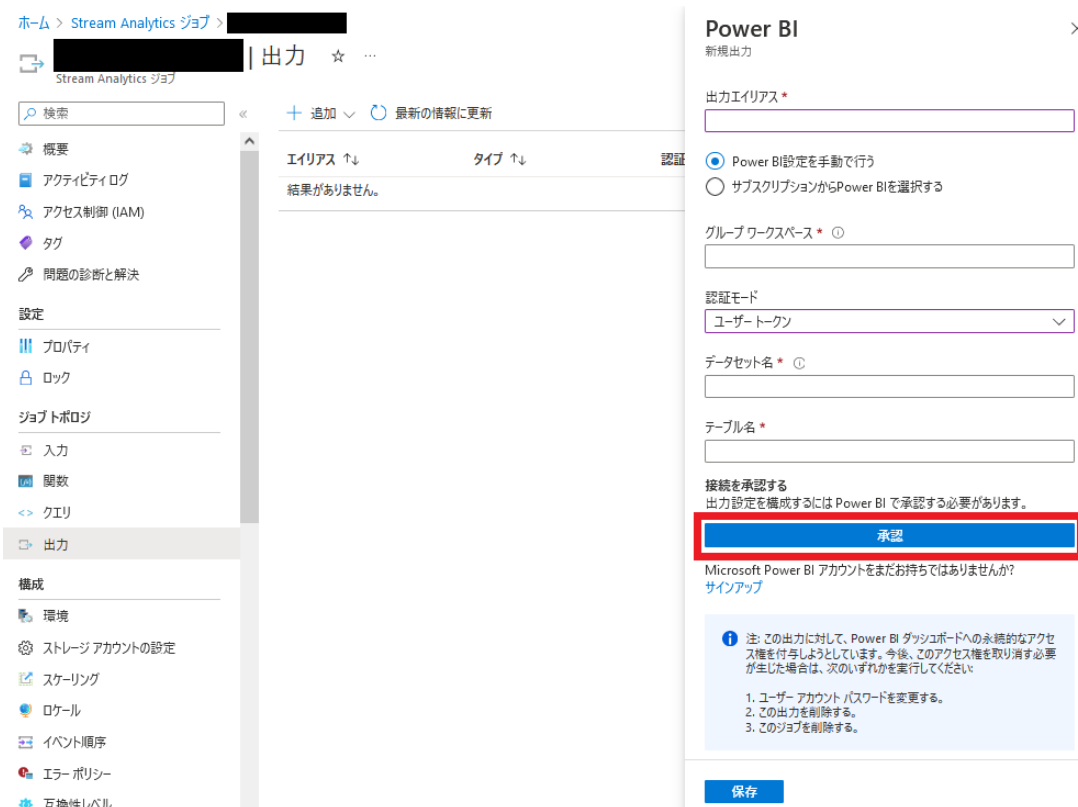 ホーム > Stream Analytics ジョブ >
| 出力 ☆ …
Stream Analytics ジョブ
検索
«
概要
アクティビティ ログ
アクセス制御 (IAM)
タグ
問題の診断と解決
設定
プロパティ
ロック
ジョブ トポロジ
入力
関数
クエリ
出力
構成
環境
ストレージ アカウントの設定
スケーリング
ロケール
イベント順序
エラー ポリシー
互換性レベル
+ 追加 最新の情報に更新
エイリアス ↑↓ タイプ ↑↓ 認証
結果がありません。
Power BI
新規出力
出力エイリアス *
Power BI設定を手動で行う
サブスクリプションからPower BIを選択する
グループ ワークスペース *
認証モード
ユーザー トークン
データセット名 *
テーブル名 *
接続を承認する
出力設定を構成するには Power BI で承認する必要があります。
承認
Microsoft Power BI アカウントをまだお持ちではありませんか?
サインアップ
注: この出力に対して、Power BI ダッシュボードへの永続的なアクセ
ス権を付与しようとしています。今後、このアクセス権を取り消す必要
が生じた場合は、次のいずれかを実行してください:
1. ユーザー アカウント パスワードを変更する。
2. この出力を削除する。
3. このジョブを削除する。
保存